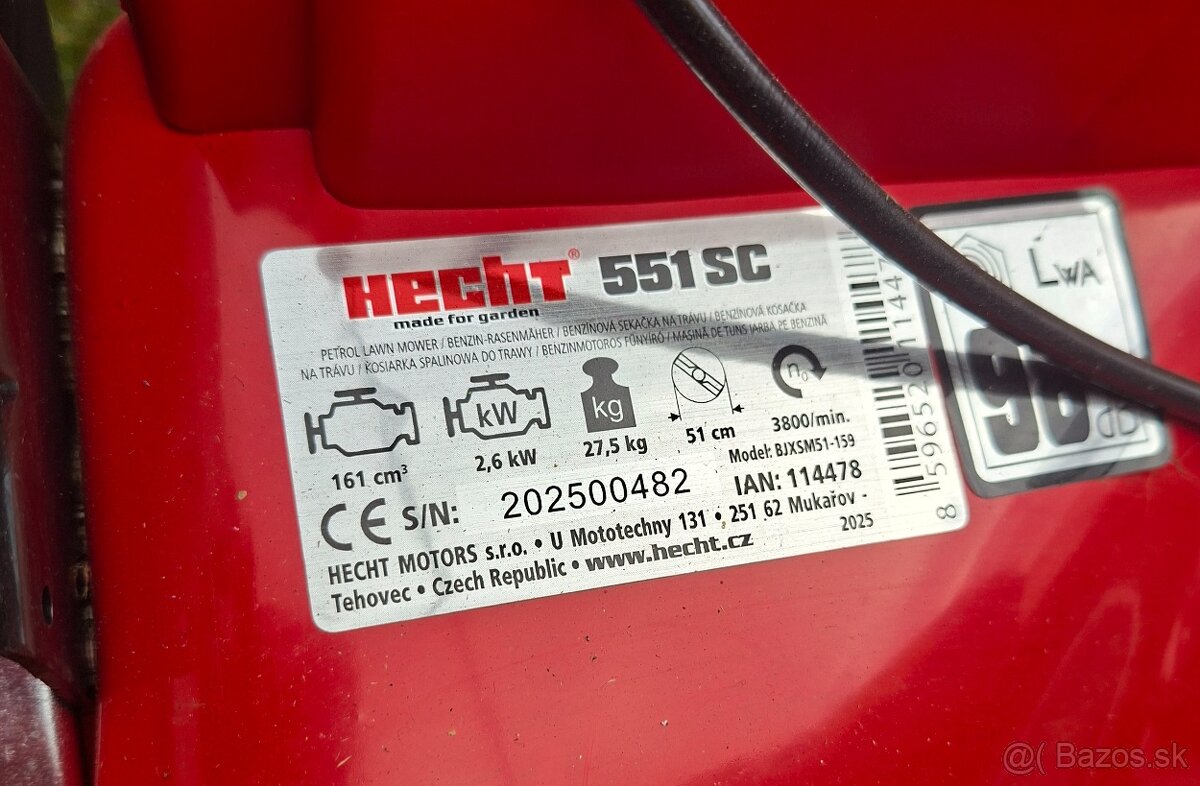 HECHT® 551 SC
made for garden
PETROL LAWN MOWER / BENZIN-RASENMÄHER / BENZÍNOVÁ SEKAČKA NA TRÁVU / BENZÍNOVÁ KOSAČKA
NA TRÁVU / KOSIARKA SPALINOWA DO TRAWY / BENZINMOTOROS FŰNYÍRÓ / MAȘINĂ DE TUNS IARBA PE BENZINĂ
kW
kg
n₀
161 cm³
2,6 kW
27,5 kg
51 cm
3800/min.
Model: BJXSM51-159
CE S/N: 202500482
IAN: 114478
HECHT MOTORS s.r.o. • U Mototechny 131 • 251 62 Mukařov -
Tehovec • Czech Republic • www.hecht.cz
2025
LWA
96
dB
@( Bazos.sk